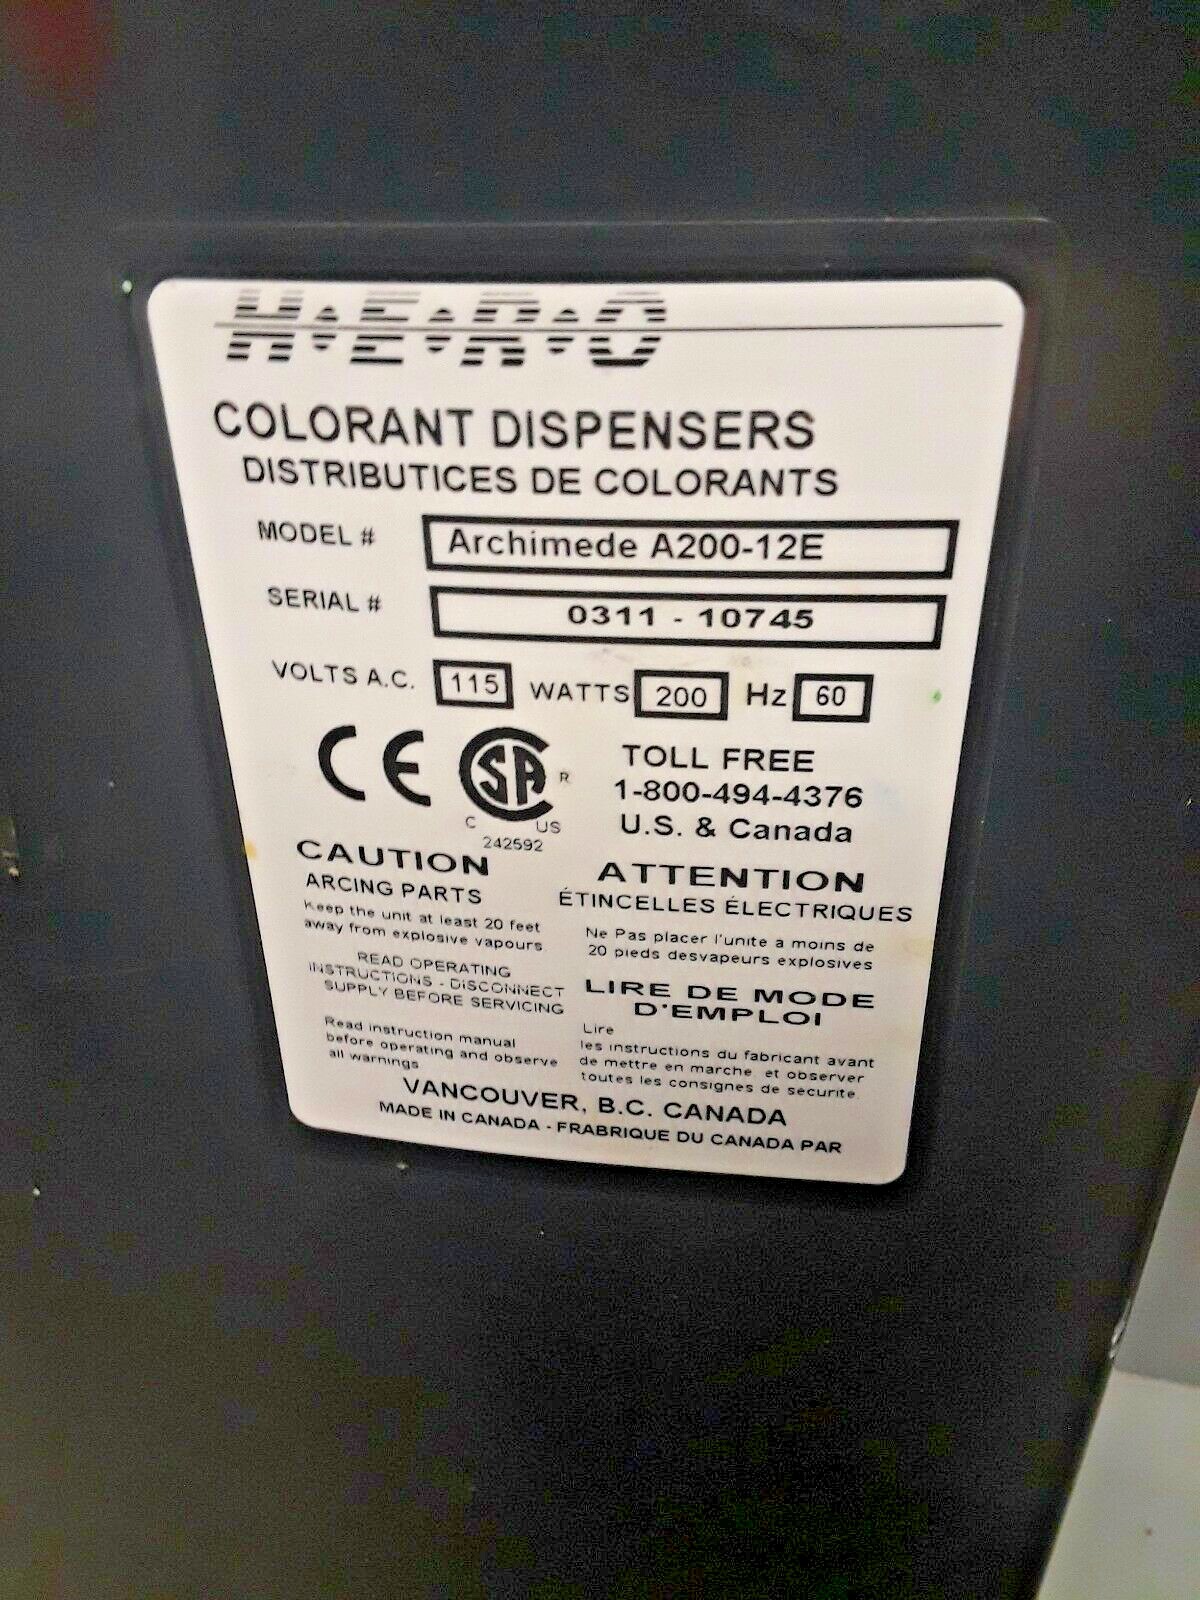 H♦E♦R♦O
COLORANT DISPENSERS
DISTRIBUTICES DE COLORANTS
MODEL # Archimede A200-12E
SERIAL # 0311 - 10745
VOLTS A.C. 115 WATTS 200 Hz 60
CE
SA R
C US
242592
TOLL FREE
1-800-494-4376
U.S. & Canada
CAUTION
ARCING PARTS
Keep the unit at least 20 feet
away from explosive vapours
READ OPERATING
INSTRUCTIONS - DISCONNECT
SUPPLY BEFORE SERVICING
Read instruction manual
before operating and observe
all warnings
ATTENTION
ÉTINCELLES ÉLECTRIQUES
Ne Pas placer l'unite a moins de
20 pieds desvapeurs explosives
LIRE DE MODE
D'EMPLOI
Lire
les instructions du fabricant avant
de mettre en marche et observer
toutes les consignes de securite.
VANCOUVER, B.C. CANADA
MADE IN CANADA - FRABRIQUE DU CANADA PAR